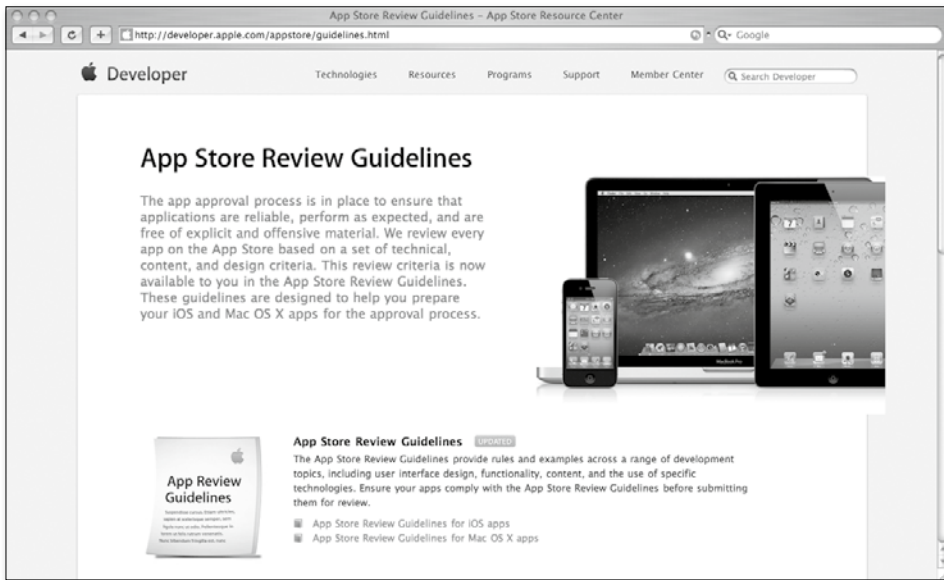 App Store Review Guidelines – App Store Resource Center
http://developer.apple.com/appstore/guidelines.html
Google
Developer
Technologies
Resources
Programs
Support
Member Center
Search Developer
App Store Review Guidelines
The app approval process is in place to ensure that
applications are reliable, perform as expected, and are
free of explicit and offensive material. We review every
app on the App Store based on a set of technical,
content, and design criteria. This review criteria is now
available to you in the App Store Review Guidelines.
These guidelines are designed to help you prepare
your iOS and Mac OS X apps for the approval process.
MacBook Pro
App Review
Guidelines
App Store Review Guidelines UPDATED
The App Store Review Guidelines provide rules and examples across a range of development
topics, including user interface design, functionality, content, and the use of specific
technologies. Ensure your apps comply with the App Store Review Guidelines before submitting
them for review.
App Store Review Guidelines for iOS apps
App Store Review Guidelines for Mac OS X apps